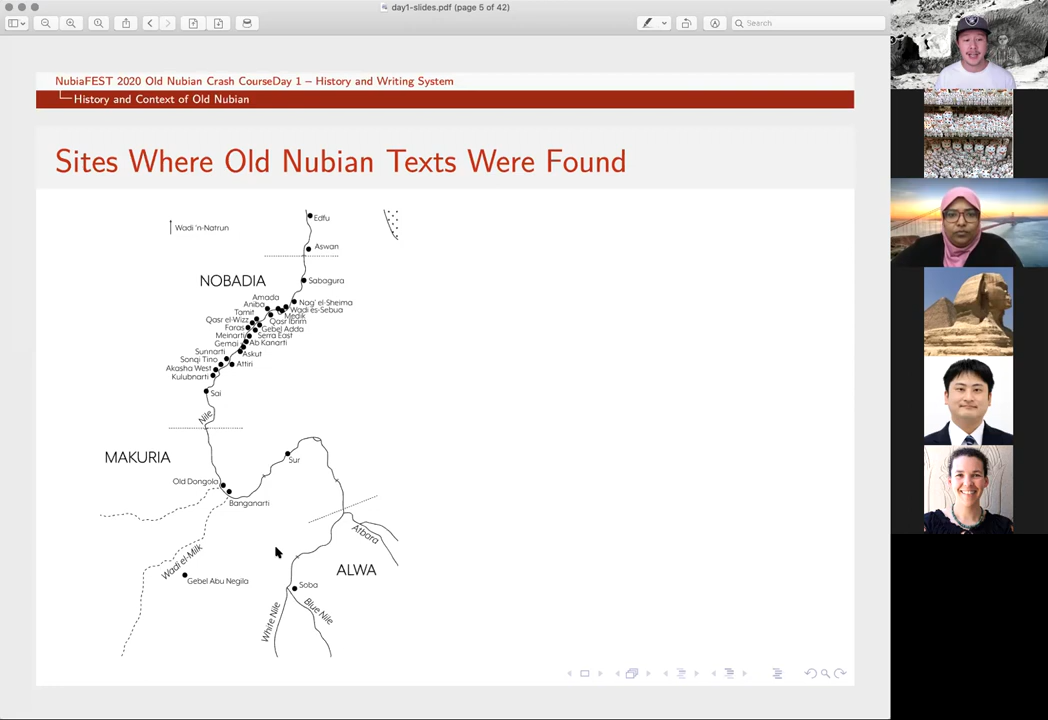 day1-slides.pdf (page 5 of 42)
Search
NubiaFEST 2020 Old Nubian Crash CourseDay 1 – History and Writing System
History and Context of Old Nubian
Sites Where Old Nubian Texts Were Found
Edfu
Wadi 'n-Natrun
Aswan
NOBADIA
Sabogura
Amada
Aniba
Nag' el-Sheima
Tamit
Wadi es-Sebua
Medik
Qasr el-Wizz
Qasr Ibrim
Faras
Gebel Adda
Meinarti
Serra East
Gemai
Ab Kanarti
Sunnarti
Askut
Sonqi Tino
Attiri
Akasha West
Kulubnarti
Sai
Nile
MAKURIA
Sur
Old Dongola
Banganarti
Atbara
Wadi el-Milk
ALWA
Gebel Abu Negila
Soba
White Nile
Blue Nile